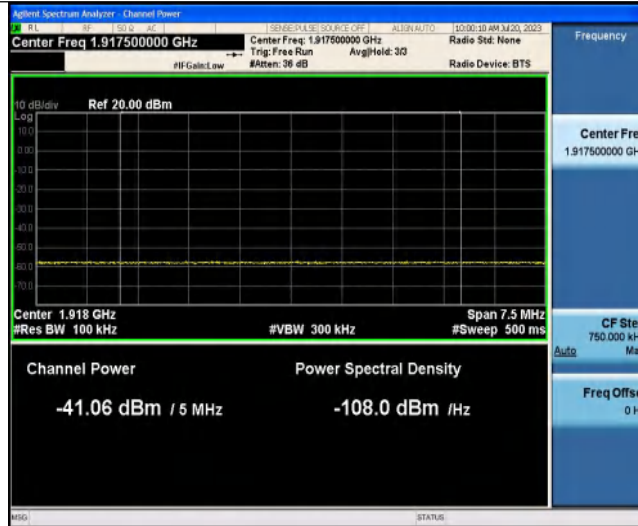 Agilent Spectrum Analyzer - Channel Power
RL RF 50 Ω AC SENSE:PULSE SOURCE OFF ALIGN AUTO 10:00:10 AM Jul 20, 2023
Center Freq 1.917500000 GHz
Center Freq: 1.917500000 GHz
Radio Std: None
Trig: Free Run Avg|Hold: 3/3
#IFGain:Low #Atten: 36 dB Radio Device: BTS
Frequency
10 dB/div Ref 20.00 dBm
Log
10.0
0.00
-10.0
-20.0
-30.0
-40.0
-50.0
-60.0
-70.0
Center Fre
1.917500000 GH
Center 1.918 GHz Span 7.5 MHz
#Res BW 100 kHz #VBW 300 kHz #Sweep 500 ms
CF Ste
750.000 kH
Auto Ma
Channel Power Power Spectral Density
-41.06 dBm / 5 MHz -108.0 dBm /Hz
Freq Offse
0 H
MSG STATUS